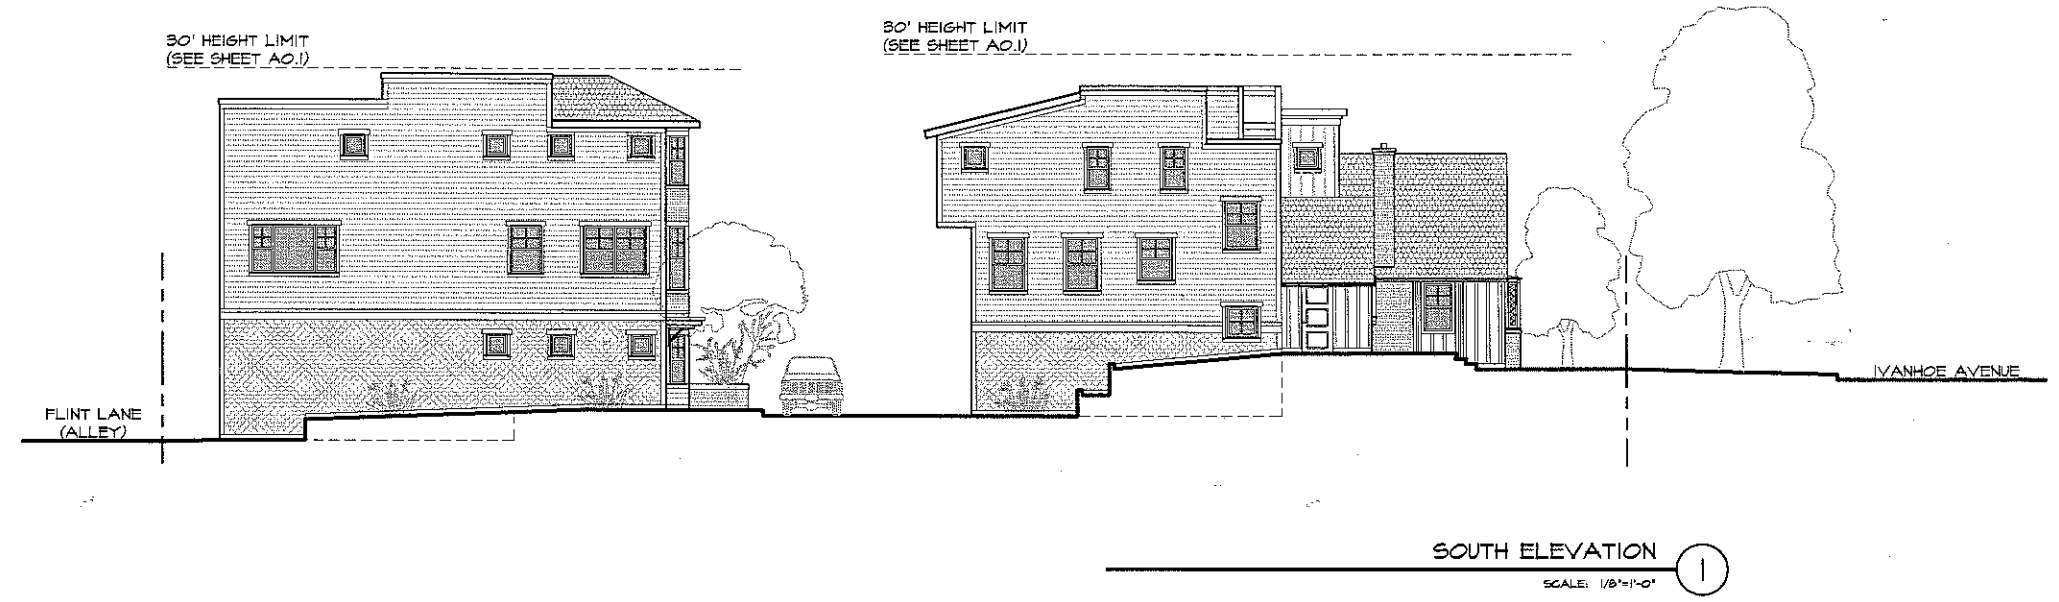 30' HEIGHT LIMIT
(SEE SHEET A0.1)
30' HEIGHT LIMIT
(SEE SHEET A0.1)
FLINT LANE
(ALLEY)
IVANHOE AVENUE
SOUTH ELEVATION
1
SCALE: 1/8"=1'-0"